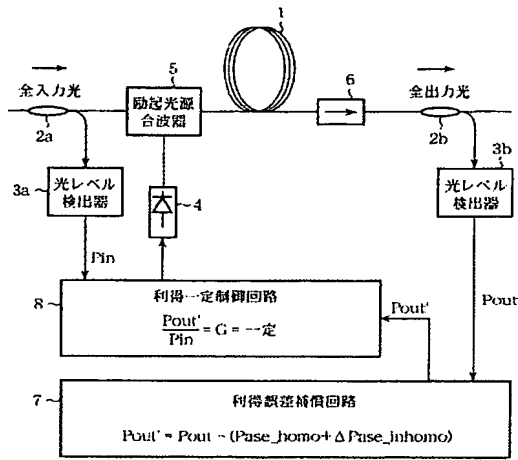 1
5
6
全入力光
励起光源
合波器
全出力光
2a
2b
3a
光レベル
検出器
4
3b
光レベル
検出器
Pin
Pout
8
利得一定制御回路
Pout'/Pin = G = 一定
Pout'
7
利得誤差補償回路
Pout' = Pout − (Pase_homo+ΔPase_inhomo)